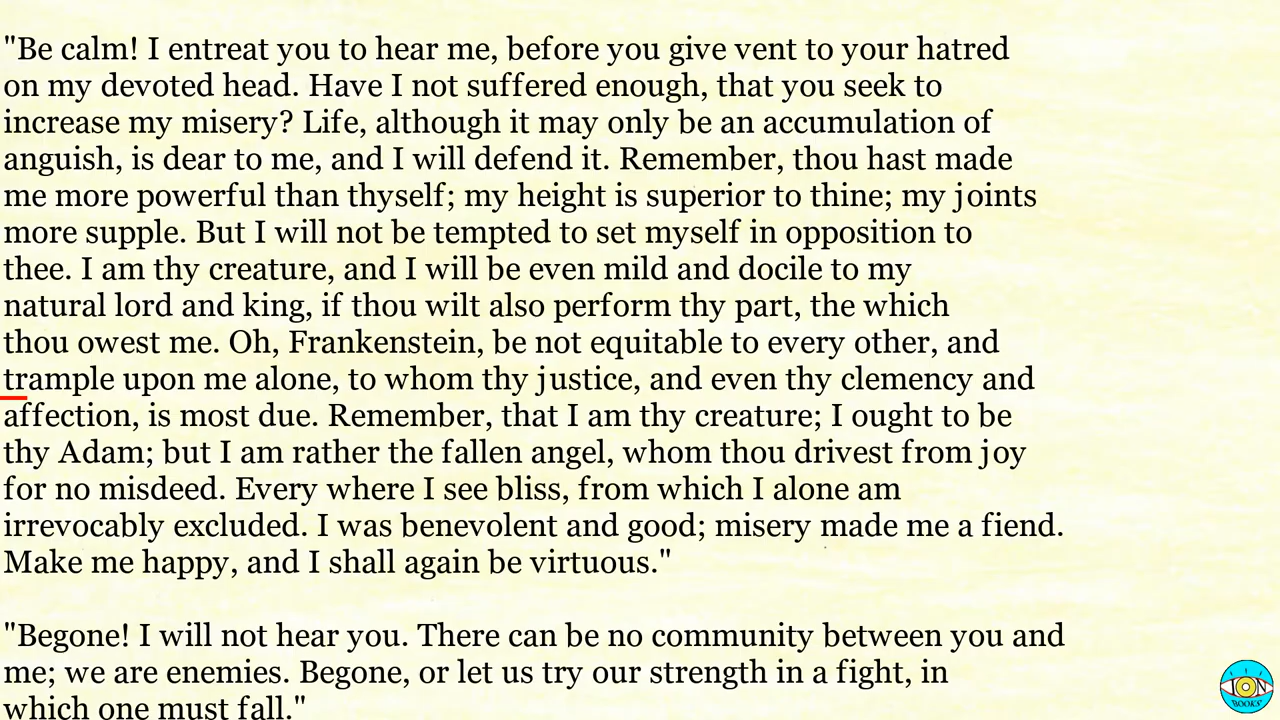 "Be calm! I entreat you to hear me, before you give vent to your hatred
on my devoted head. Have I not suffered enough, that you seek to
increase my misery? Life, although it may only be an accumulation of
anguish, is dear to me, and I will defend it. Remember, thou hast made
me more powerful than thyself; my height is superior to thine; my joints
more supple. But I will not be tempted to set myself in opposition to
thee. I am thy creature, and I will be even mild and docile to my
natural lord and king, if thou wilt also perform thy part, the which
thou owest me. Oh, Frankenstein, be not equitable to every other, and
trample upon me alone, to whom thy justice, and even thy clemency and
affection, is most due. Remember, that I am thy creature; I ought to be
thy Adam; but I am rather the fallen angel, whom thou drivest from joy
for no misdeed. Every where I see bliss, from which I alone am
irrevocably excluded. I was benevolent and good; misery made me a fiend.
Make me happy, and I shall again be virtuous."
"Begone! I will not hear you. There can be no community between you and
me; we are enemies. Begone, or let us try our strength in a fight, in
which one must fall."
ION
BOOKS